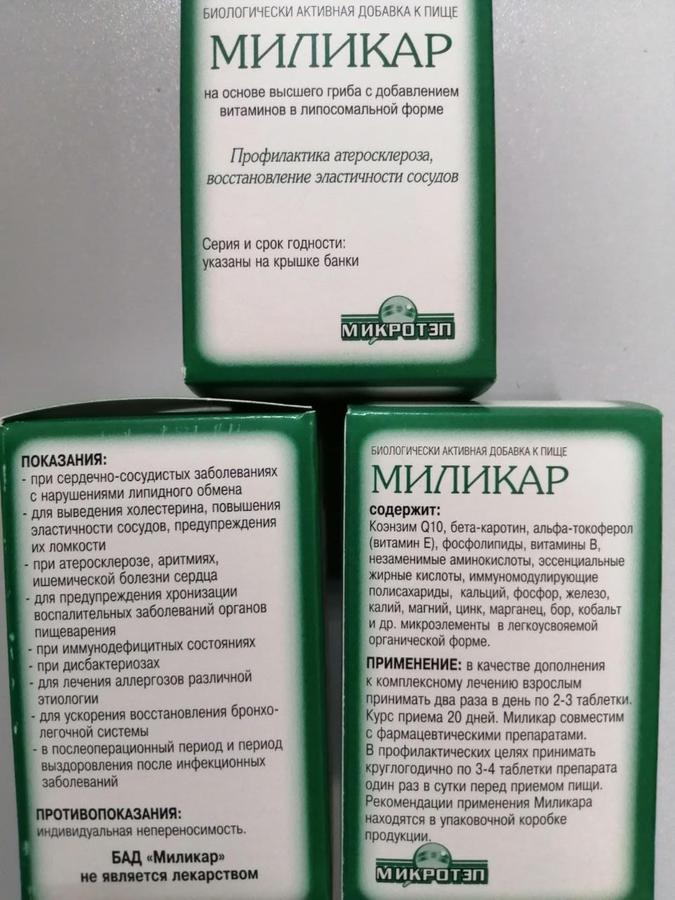 БИОЛОГИЧЕСКИ АКТИВНАЯ ДОБАВКА К ПИЩЕ
МИЛИКАР
на основе высшего гриба с добавлением
витаминов в липосомальной форме
Профилактика атеросклероза,
восстановление эластичности сосудов
Серия и срок годности:
указаны на крышке банки
МИКРОТЭП
ПОКАЗАНИЯ:
- при сердечно-сосудистых заболеваниях
с нарушениями липидного обмена
- для выведения холестерина, повышения
эластичности сосудов, предупреждения
их ломкости
- при атеросклерозе, аритмиях,
ишемической болезни сердца
- для предупреждения хронизации
воспалительных заболеваний органов
пищеварения
- при иммунодефицитных состояниях
- при дисбактериозах
- для лечения аллергозов различной
этиологии
- для ускорения восстановления бронхо-
легочной системы
- в послеоперационный период и период
выздоровления после инфекционных
заболеваний
ПРОТИВОПОКАЗАНИЯ:
индивидуальная непереносимость.
БАД «Миликар»
не является лекарством
БИОЛОГИЧЕСКИ АКТИВНАЯ ДОБАВКА К ПИЩЕ
МИЛИКАР
содержит:
Коэнзим Q10, бета-каротин, альфа-токоферол
(витамин Е), фосфолипиды, витамины В,
незаменимые аминокислоты, эссенциальные
жирные кислоты, иммуномодулирующие
полисахариды, кальций, фосфор, железо,
калий, магний, цинк, марганец, бор, кобальт
и др. микроэлементы в легкоусвояемой
органической форме.
ПРИМЕНЕНИЕ: в качестве дополнения
к комплексному лечению взрослым
принимать два раза в день по 2-3 таблетки.
Курс приема 20 дней. Миликар совместим
с фармацевтическими препаратами.
В профилактических целях принимать
круглогодично по 3-4 таблетки препарата
один раз в сутки перед приемом пищи.
Рекомендации применения Миликара
находятся в упаковочной коробке
продукции.
МИКРОТЭП